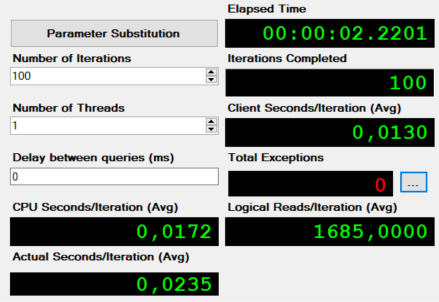 Elapsed Time
Parameter Substitution
00:00:02.2201
Number of Iterations
Iterations Completed
100
100
Number of Threads
Client Seconds/Iteration (Avg)
1
0,0130
Delay between queries (ms)
Total Exceptions
0
0
...
CPU Seconds/Iteration (Avg)
Logical Reads/Iteration (Avg)
0,0172
1685,0000
Actual Seconds/Iteration (Avg)
0,0235